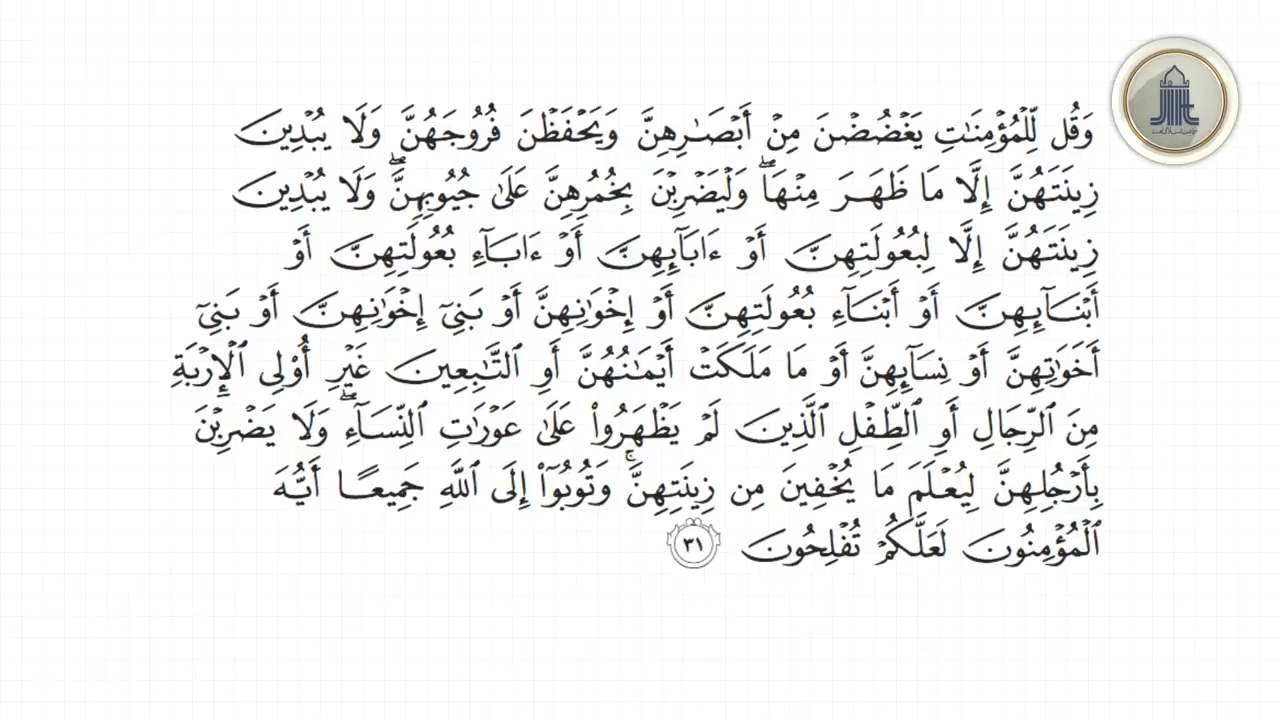 وَقُل لِّلْمُؤْمِنَـٰتِ يَغْضُضْنَ مِنْ أَبْصَـٰرِهِنَّ وَيَحْفَظْنَ فُرُوجَهُنَّ وَلَا يُبْدِينَ
زِينَتَهُنَّ إِلَّا مَا ظَهَرَ مِنْهَا ۖ وَلْيَضْرِبْنَ بِخُمُرِهِنَّ عَلَىٰ جُيُوبِهِنَّ ۖ وَلَا يُبْدِينَ
زِينَتَهُنَّ إِلَّا لِبُعُولَتِهِنَّ أَوْ ءَابَآئِهِنَّ أَوْ ءَابَآءِ بُعُولَتِهِنَّ أَوْ
أَبْنَآئِهِنَّ أَوْ أَبْنَآءِ بُعُولَتِهِنَّ أَوْ إِخْوَٰنِهِنَّ أَوْ بَنِىٓ إِخْوَٰنِهِنَّ أَوْ بَنِىٓ
أَخَوَٰتِهِنَّ أَوْ نِسَآئِهِنَّ أَوْ مَا مَلَكَتْ أَيْمَـٰنُهُنَّ أَوِ ٱلتَّـٰبِعِينَ غَيْرِ أُو۟لِى ٱلْإِرْبَةِ
مِنَ ٱلرِّجَالِ أَوِ ٱلطِّفْلِ ٱلَّذِينَ لَمْ يَظْهَرُوا۟ عَلَىٰ عَوْرَٰتِ ٱلنِّسَآءِ ۖ وَلَا يَضْرِبْنَ
بِأَرْجُلِهِنَّ لِيُعْلَمَ مَا يُخْفِينَ مِن زِينَتِهِنَّ ۚ وَتُوبُوٓا۟ إِلَى ٱللَّهِ جَمِيعًا أَيُّهَ
ٱلْمُؤْمِنُونَ لَعَلَّكُمْ تُفْلِحُونَ ٣١